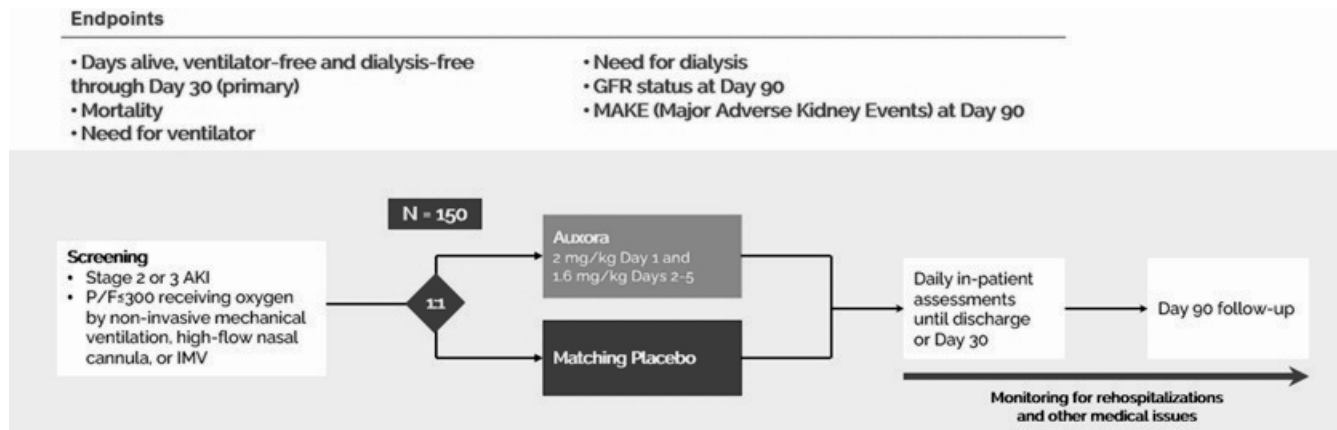 Endpoints
• Days alive, ventilator-free and dialysis-free
through Day 30 (primary)
• Mortality
• Need for ventilator
• Need for dialysis
• GFR status at Day 90
• MAKE (Major Adverse Kidney Events) at Day 90
N = 150
Screening
• Stage 2 or 3 AKI
• P/F≤300 receiving oxygen
by non-invasive mechanical
ventilation, high-flow nasal
cannula, or IMV
1:1
Auxora
2 mg/kg Day 1 and
1.6 mg/kg Days 2-5
Matching Placebo
Daily in-patient
assessments
until discharge
or Day 30
Day 90 follow-up
Monitoring for rehospitalizations
and other medical issues